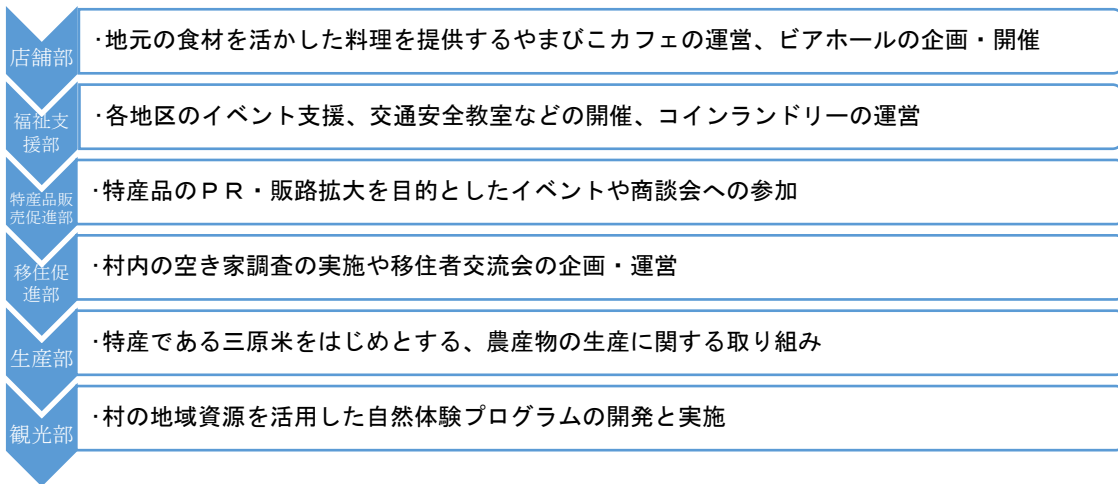 店舗部
・地元の食材を活かした料理を提供するやまびこカフェの運営、ビアホールの企画・開催
福祉支
援部
・各地区のイベント支援、交通安全教室などの開催、コインランドリーの運営
特産品販
売促進部
・特産品のＰＲ・販路拡大を目的としたイベントや商談会への参加
移住促
進部
・村内の空き家調査の実施や移住者交流会の企画・運営
生産部
・特産である三原米をはじめとする、農産物の生産に関する取り組み
観光部
・村の地域資源を活用した自然体験プログラムの開発と実施